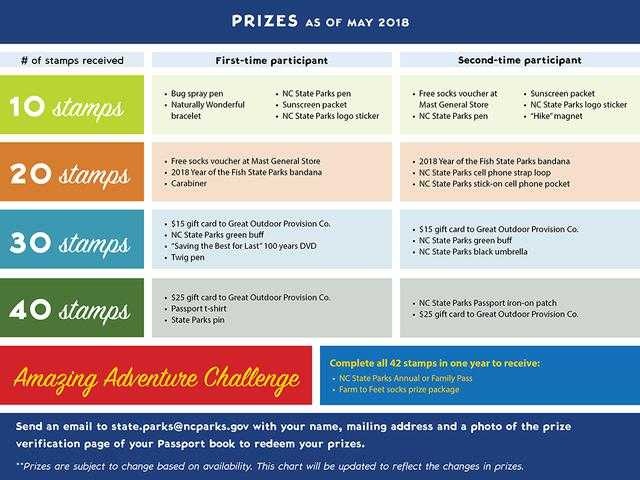 PRIZES AS OF MAY 2018
# of stamps received
First-time participant
Second-time participant
10 stamps
• Bug spray pen
• Naturally Wonderful
bracelet
• NC State Parks pen
• Sunscreen packet
• NC State Parks logo sticker
• Free socks voucher at
Mast General Store
• NC State Parks pen
• Sunscreen packet
• NC State Parks logo sticker
• "Hike" magnet
20 stamps
• Free socks voucher at Mast General Store
• 2018 Year of the Fish State Parks bandana
• Carabiner
• 2018 Year of the Fish State Parks bandana
• NC State Parks cell phone strap loop
• NC State Parks stick-on cell phone pocket
30 stamps
• $15 gift card to Great Outdoor Provision Co.
• NC State Parks green buff
• "Saving the Best for Last" 100 years DVD
• Twig pen
• $15 gift card to Great Outdoor Provision Co.
• NC State Parks green buff
• NC State Parks black umbrella
40 stamps
• $25 gift card to Great Outdoor Provision Co.
• Passport t-shirt
• State Parks pin
• NC State Parks Passport iron-on patch
• $25 gift card to Great Outdoor Provision Co.
Amazing Adventure Challenge
Complete all 42 stamps in one year to receive:
• NC State Parks Annual or Family Pass
• Farm to Feet socks prize package
Send an email to state.parks@ncparks.gov with your name, mailing address and a photo of the prize
verification page of your Passport book to redeem your prizes.
**Prizes are subject to change based on availability. This chart will be updated to reflect the changes in prizes.